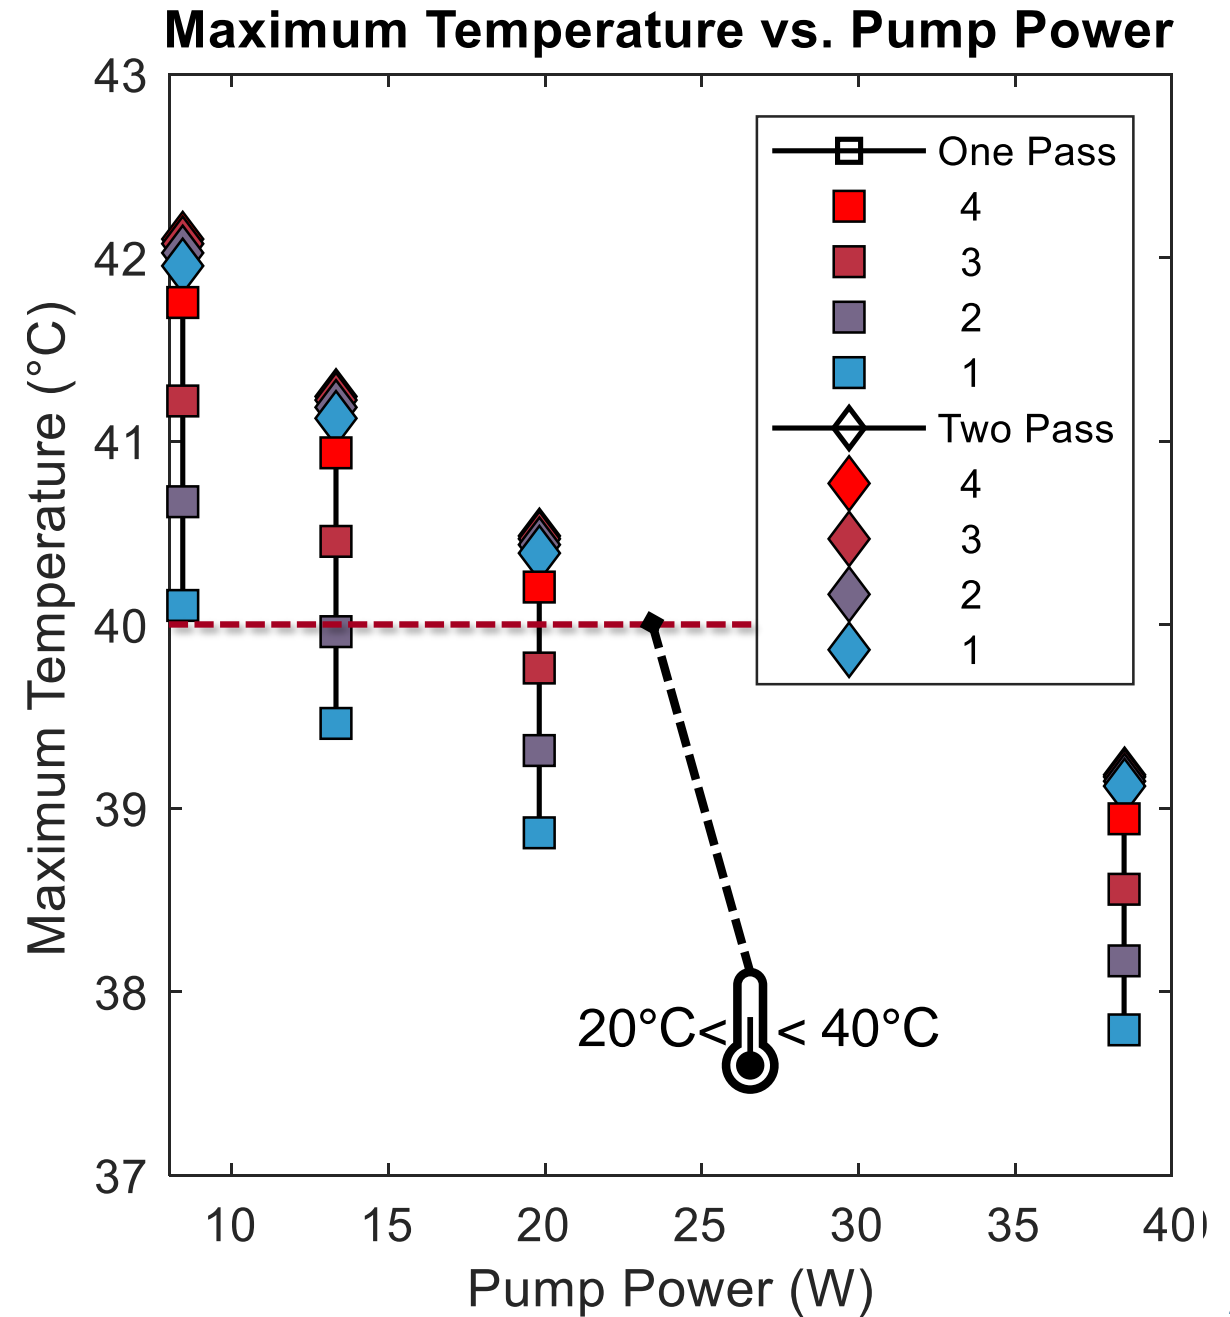 Maximum Temperature vs. Pump Power
43
42
41
40
39
38
37
Maximum Temperature (°C)
One Pass
4
3
2
1
Two Pass
4
3
2
1
20°C< < 40°C
10 15 20 25 30 35 40)
Pump Power (W)